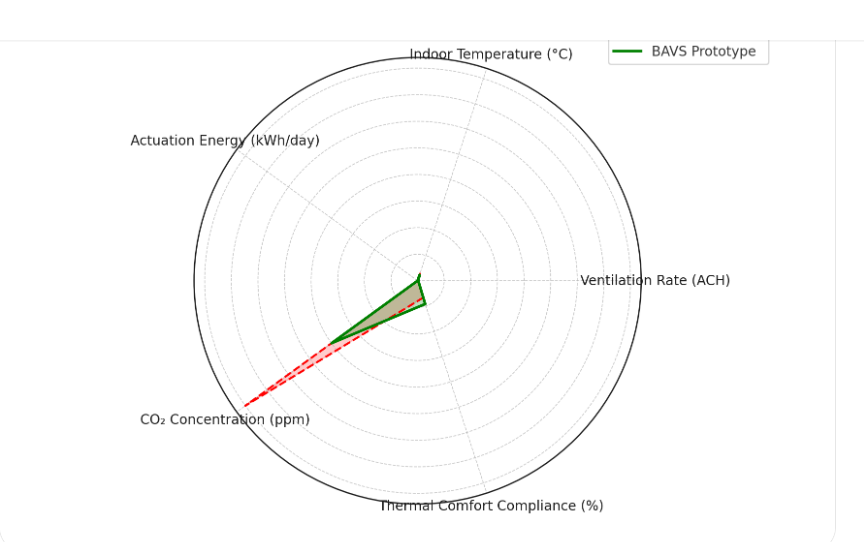 Indoor Temperature (°C)
BAVS Prototype
Actuation Energy (kWh/day)
Ventilation Rate (ACH)
CO₂ Concentration (ppm)
Thermal Comfort Compliance (%)